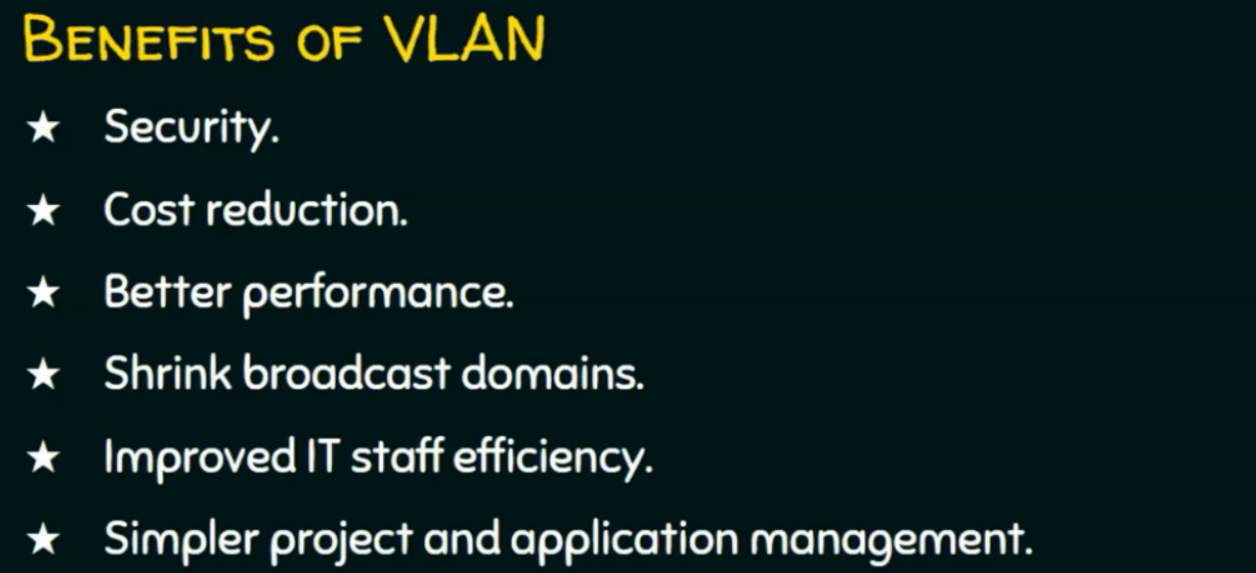 BENEFITS OF VLAN
★ Security.
★ Cost reduction.
★ Better performance.
★ Shrink broadcast domains.
★ Improved IT staff efficiency.
★ Simpler project and application management.